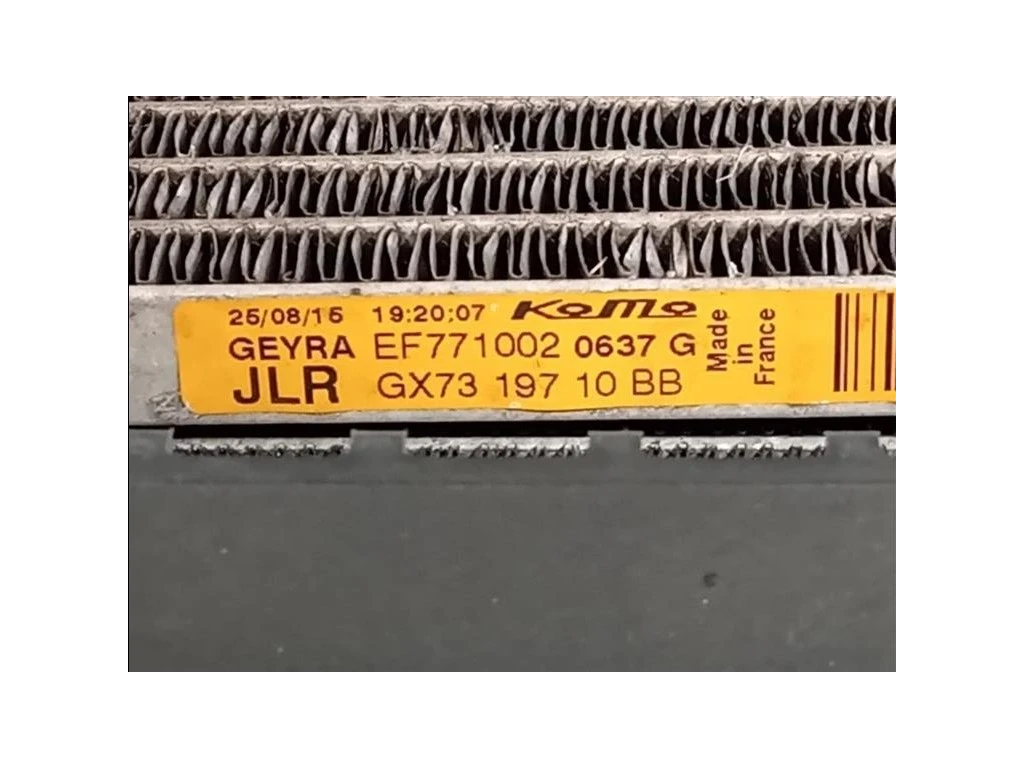 25/08/15 19:20:07 KoMo
GEYRA EF771002 0637 G
JLR GX73 197 10 BB
Made
in
France